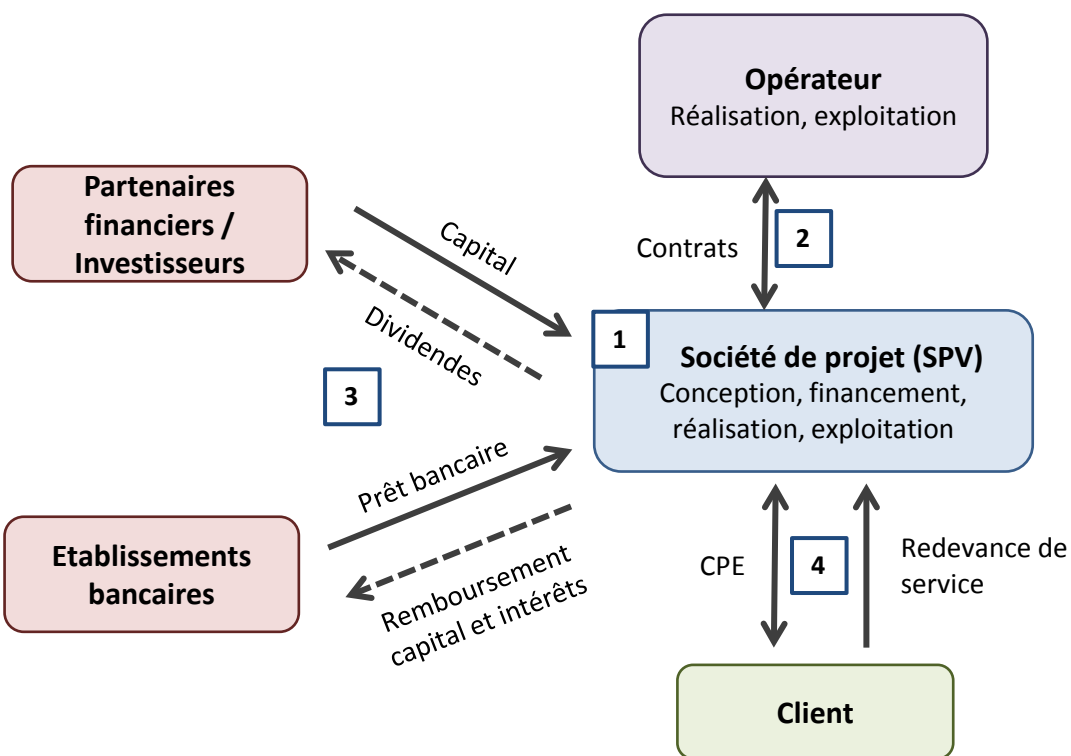 Opérateur
Réalisation, exploitation
Partenaires
financiers /
Investisseurs
Capital
Dividendes
Contrats
2
1
Société de projet (SPV)
Conception, financement,
réalisation, exploitation
3
Prêt bancaire
Remboursement
capital et intérêts
Etablissements
bancaires
CPE
4
Redevance de
service
Client